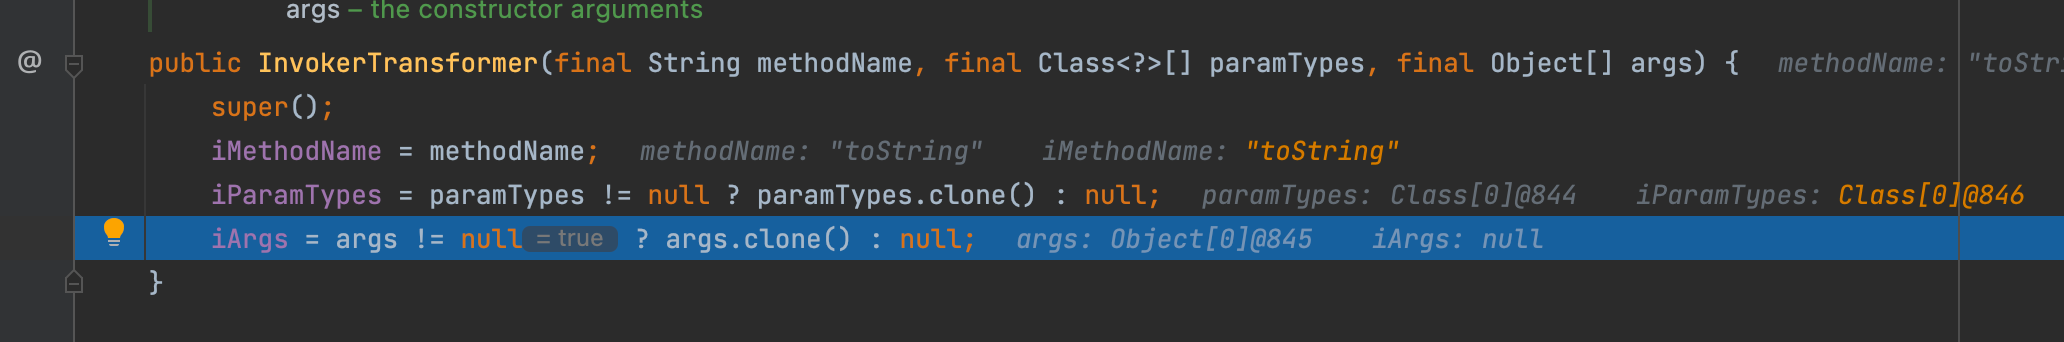 args – the constructor arguments
@ public InvokerTransformer(final String methodName, final Class<?>[] paramTypes, final Object[] args) { methodName: "toStri
super();
iMethodName = methodName; methodName: "toString" iMethodName: "toString"
iParamTypes = paramTypes != null ? paramTypes.clone() : null; paramTypes: Class[0]@844 iParamTypes: Class[0]@846
iArgs = args != null = true ? args.clone() : null; args: Object[0]@845 iArgs: null
}